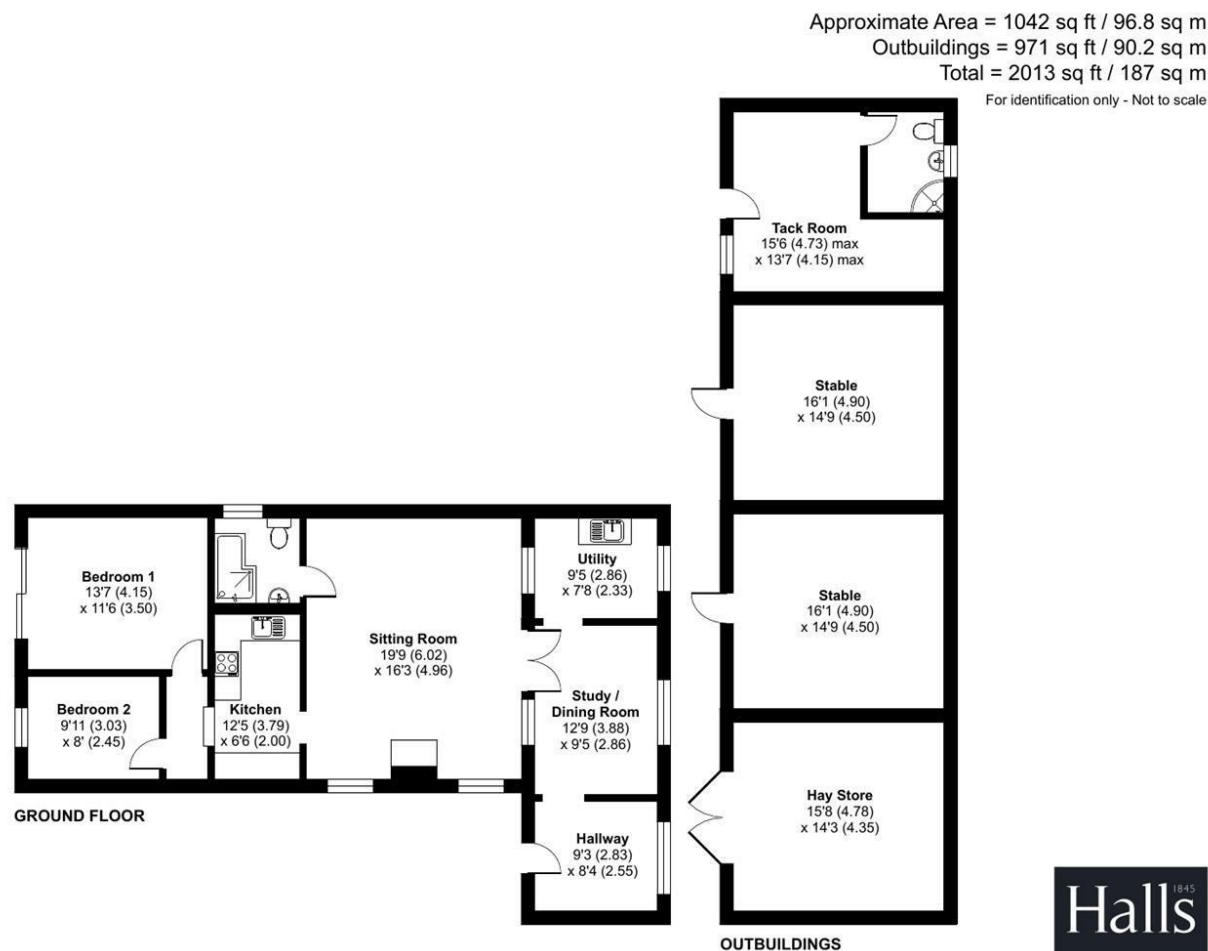 Approximate Area = 1042 sq ft / 96.8 sq m
Outbuildings = 971 sq ft / 90.2 sq m
Total = 2013 sq ft / 187 sq m
For identification only - Not to scale
Tack Room
15'6 (4.73) max
x 13'7 (4.15) max
Stable
16'1 (4.90)
x 14'9 (4.50)
Bedroom 1
13'7 (4.15)
x 11'6 (3.50)
Utility
9'5 (2.86)
x 7'8 (2.33)
Sitting Room
19'9 (6.02)
x 16'3 (4.96)
Stable
16'1 (4.90)
x 14'9 (4.50)
Bedroom 2
9'11 (3.03)
x 8' (2.45)
Kitchen
12'5 (3.79)
x 6'6 (2.00)
Study /
Dining Room
12'9 (3.88)
x 9'5 (2.86)
GROUND FLOOR
Hallway
9'3 (2.83)
x 8'4 (2.55)
Hay Store
15'8 (4.78)
x 14'3 (4.35)
OUTBUILDINGS
Halls 1845